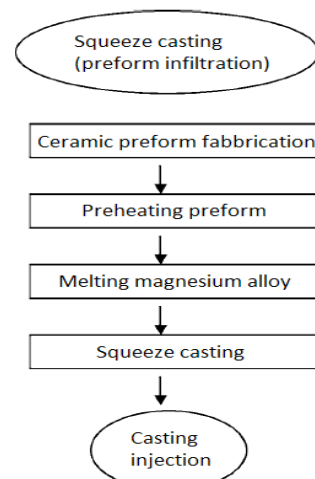 Squeeze casting
(preform infiltration)
Ceramic preform fabbrication
Preheating preform
Melting magnesium alloy
Squeeze casting
Casting
injection